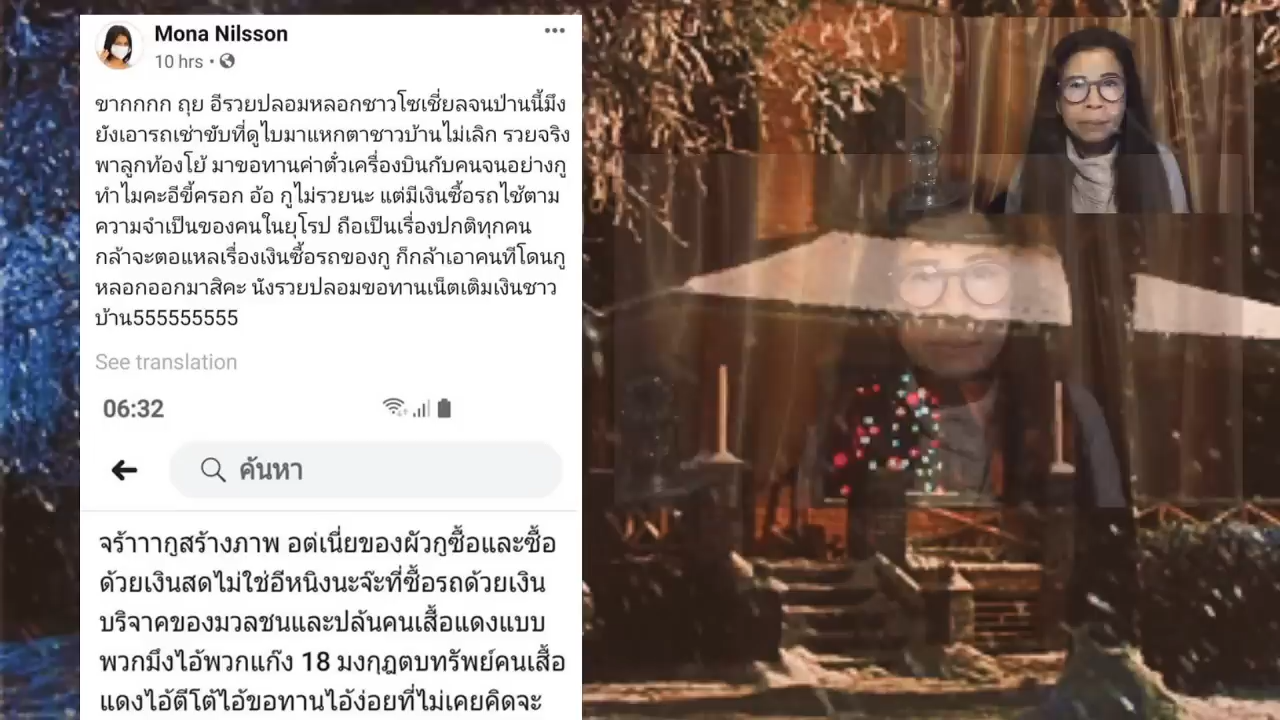 Mona Nilsson
10 hrs
ขากกกก ถุย อีรวยปลอมหลอกชาวโซเชี่ยลจนป่านนี้มึง
ยังเอารถเช่าขับที่ดูไบมาแหกตาชาวบ้านไม่เลิก รวยจริง
พาลูกท้องโย้ มาขอทานค่าตั๋วเครื่องบินกับคนจนอย่างกู
ทำไมคะอีขี้ครอก อ้อ กูไม่รวยนะ แต่มีเงินซื้อรถไช้ตาม
ความจำเป็นของคนในยุโรป ถือเป็นเรื่องปกติทุกคน
กล้าจะตอแหลเรื่องเงินซื้อรถของกู ก็กล้าเอาคนทีโดนกู
หลอกออกมาสิคะ นังรวยปลอมขอทานเน็ตเติมเงินชาว
บ้าน555555555
See translation
06:32
ค้นหา
จร้าาากูสร้างภาพ อต่เนี่ยของผัวกูซื้อและซื้อ
ด้วยเงินสดไม่ใช่อีหนิงนะจ๊ะที่ซื้อรถด้วยเงิน
บริจาคของมวลชนและปล้นคนเสื้อแดงแบบ
พวกมึงไอ้พวกแก๊ง 18 มงกุฎตบทรัพย์คนเสื้อ
แดงไอ้ตีโต้ไอ้ขอทานไอ้ง่อยที่ไม่เคยคิดจะ